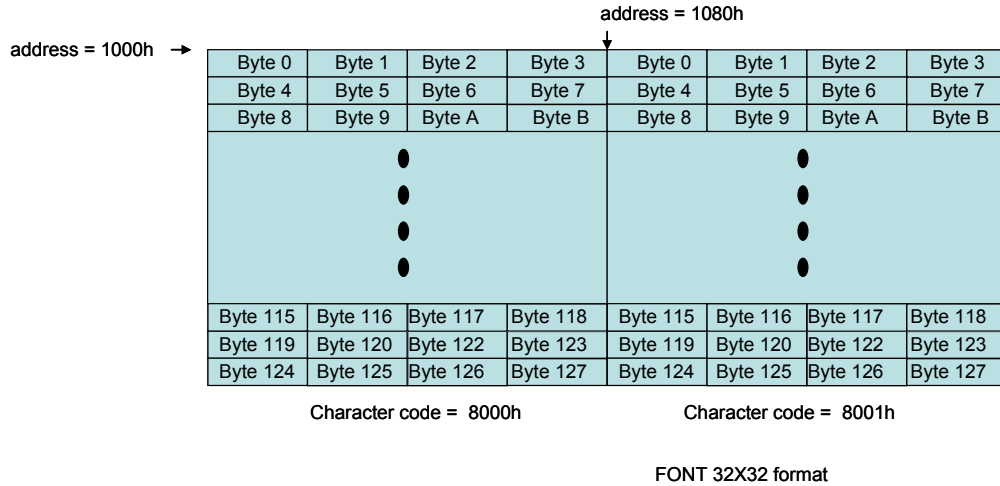 address = 1080h
address = 1000h
Byte 0 Byte 1 Byte 2 Byte 3 Byte 0 Byte 1 Byte 2 Byte 3
Byte 4 Byte 5 Byte 6 Byte 7 Byte 4 Byte 5 Byte 6 Byte 7
Byte 8 Byte 9 Byte A Byte B Byte 8 Byte 9 Byte A Byte B
Byte 115 Byte 116 Byte 117 Byte 118 Byte 115 Byte 116 Byte 117 Byte 118
Byte 119 Byte 120 Byte 122 Byte 123 Byte 119 Byte 120 Byte 122 Byte 123
Byte 124 Byte 125 Byte 126 Byte 127 Byte 124 Byte 125 Byte 126 Byte 127
Character code = 8000h Character code = 8001h
FONT 32X32 format